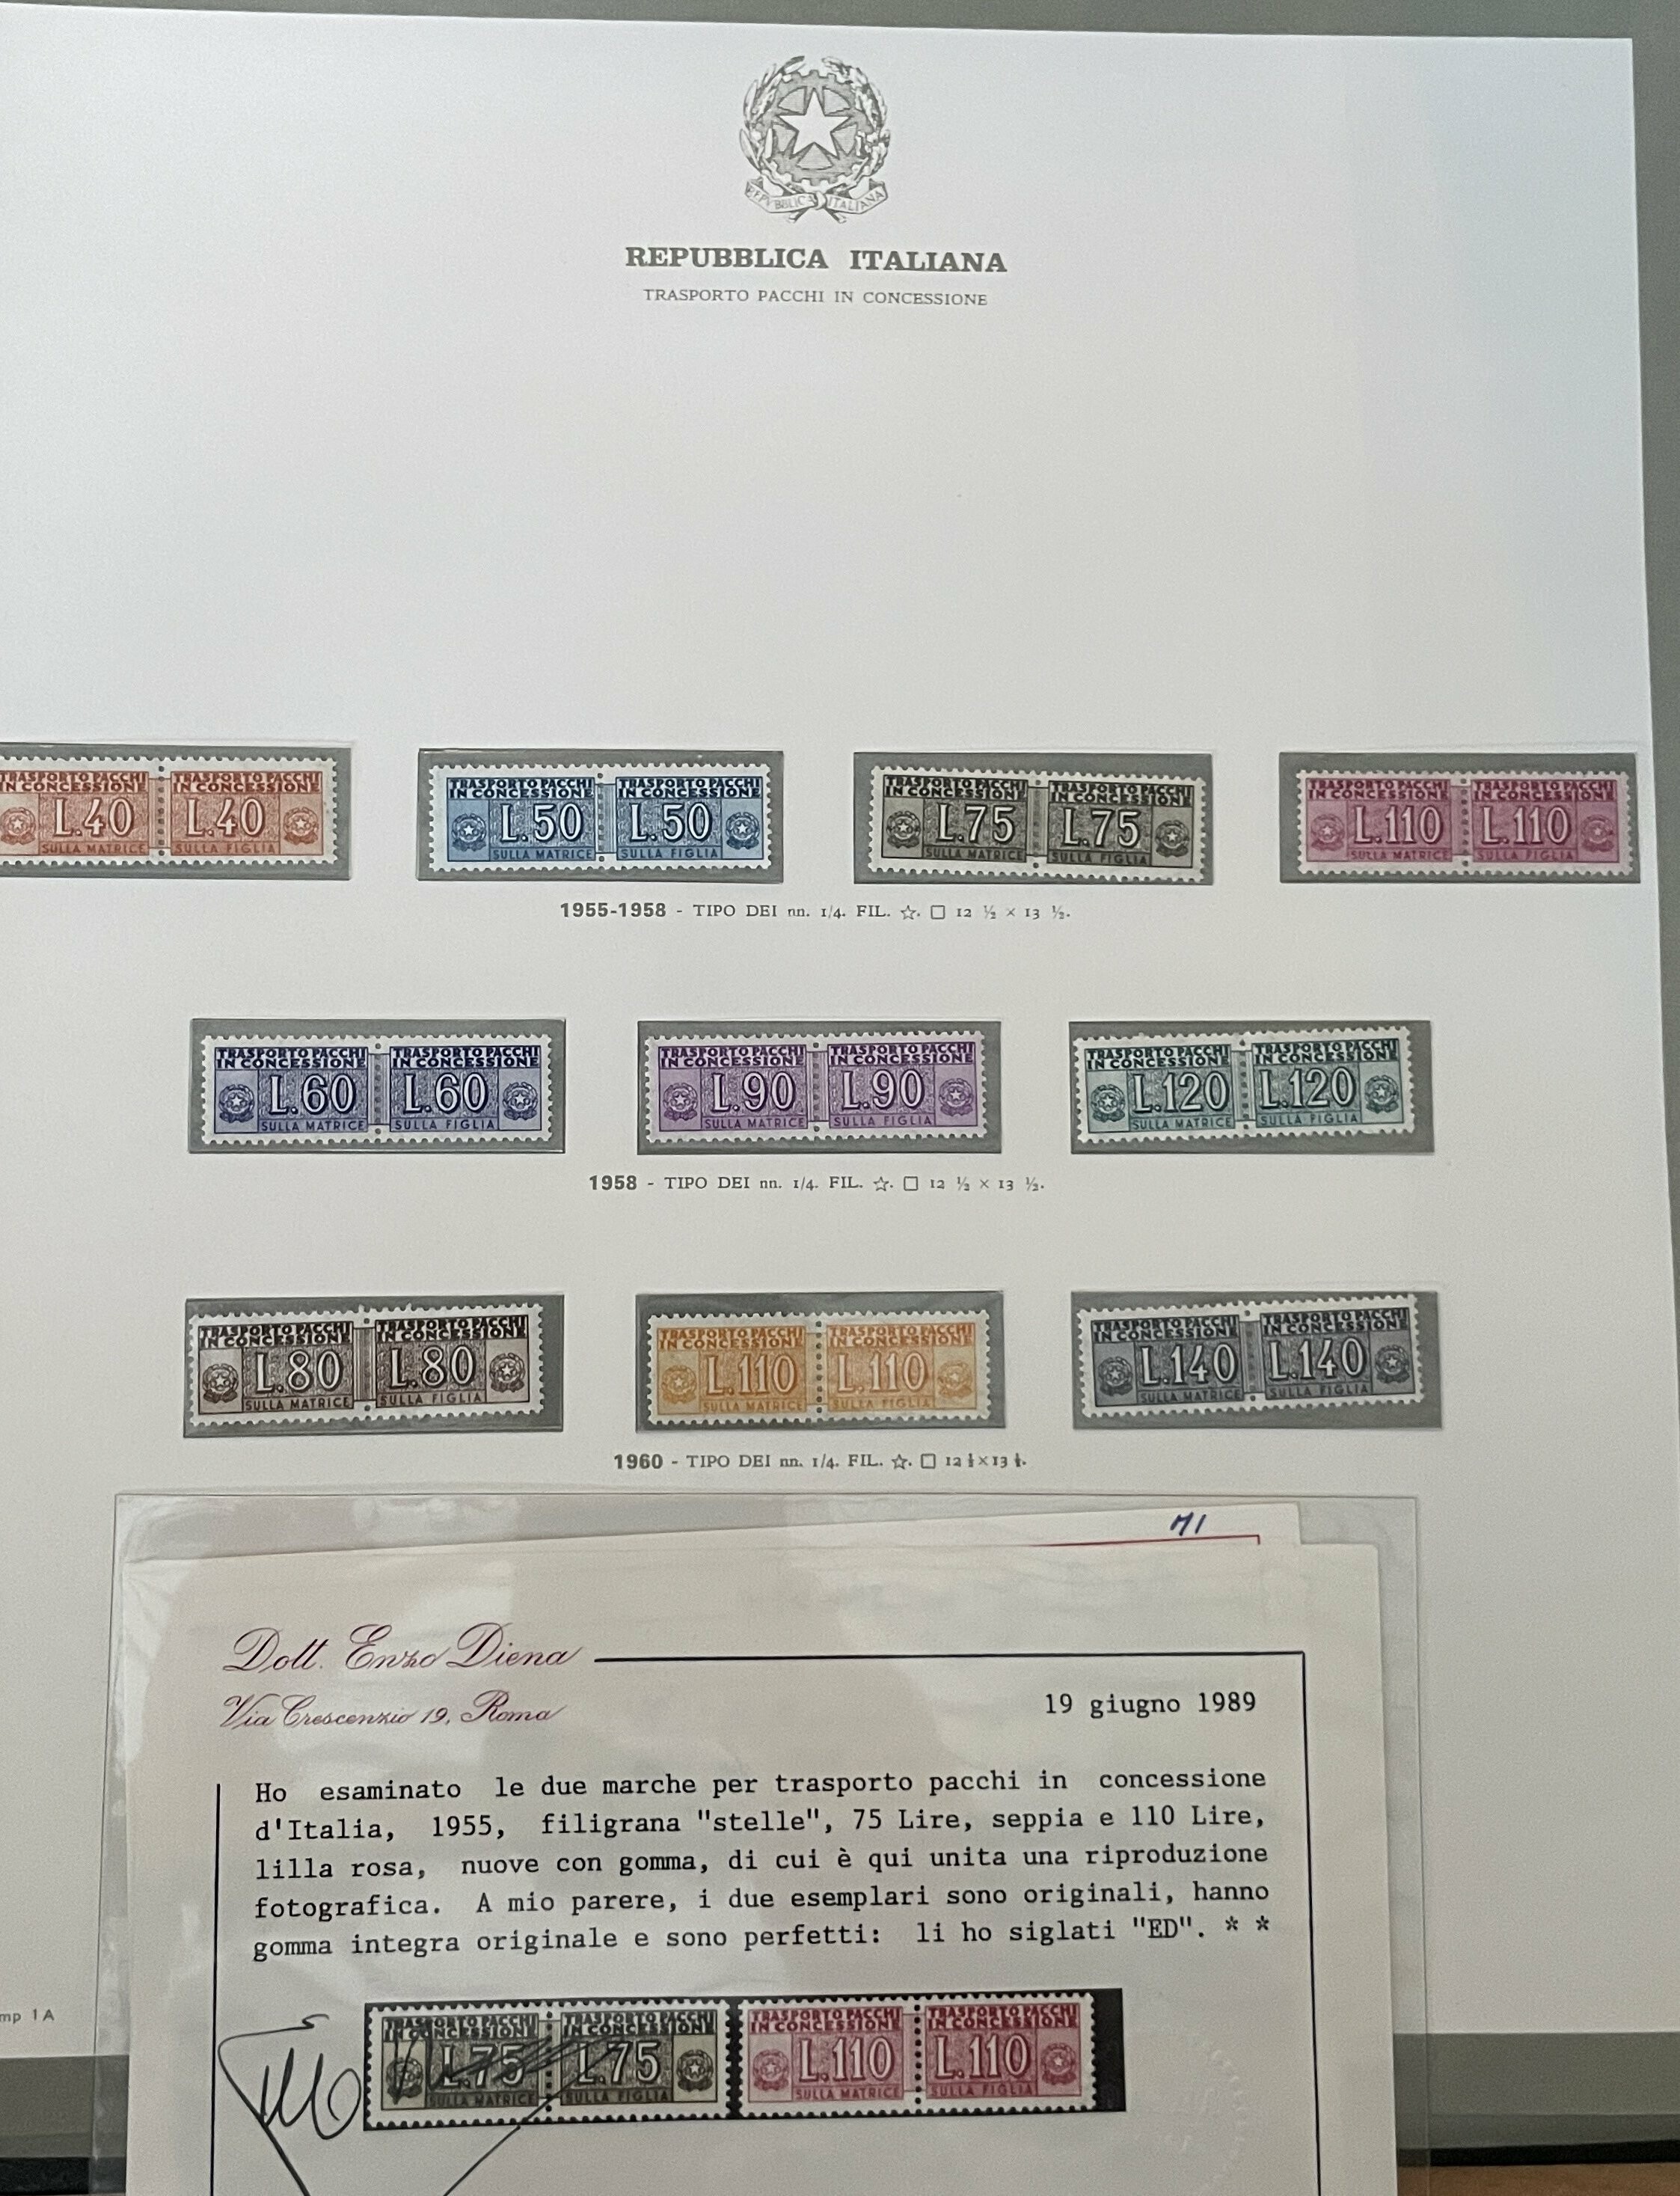 REPUBBLICA ITALIANA
REPUBBLICA ITALIANA
TRASPORTO PACCHI IN CONCESSIONE
TRASPORTO PACCHI TRASPORTO PACCHI
IN CONCESSIONE IN CONCESSIONE
L.40 L.40
SULLA MATRICE SULLA FIGLIA
TRASPORTO PACCHI TRASPORTO PACCHI
IN CONCESSIONE IN CONCESSIONE
L.50 L.50
SULLA MATRICE SULLA FIGLIA
TRASPORTO PACCHI TRASPORTO PACCHI
IN CONCESSIONE IN CONCESSIONE
L.75 L.75
SULLA MATRICE SULLA FIGLIA
TRASPORTO PACCHI TRASPORTO PACCHI
IN CONCESSIONE IN CONCESSIONE
L.110 L.110
SULLA MATRICE SULLA FIGLIA
1955-1958 - TIPO DEI nn. 1/4. FIL. ☆. □ 12 ½ × 13 ½.
TRASPORTO PACCHI TRASPORTO PACCHI
IN CONCESSIONE IN CONCESSIONE
L.60 L.60
SULLA MATRICE SULLA FIGLIA
TRASPORTO PACCHI TRASPORTO PACCHI
IN CONCESSIONE IN CONCESSIONE
L.90 L.90
SULLA MATRICE SULLA FIGLIA
TRASPORTO PACCHI TRASPORTO PACCHI
IN CONCESSIONE IN CONCESSIONE
L.120 L.120
SULLA MATRICE SULLA FIGLIA
1958 - TIPO DEI nn. 1/4. FIL. ☆. □ 12 ½ × 13 ½.
TRASPORTO PACCHI TRASPORTO PACCHI
IN CONCESSIONE IN CONCESSIONE
L.80 L.80
SULLA MATRICE SULLA FIGLIA
TRASPORTO PACCHI TRASPORTO PACCHI
IN CONCESSIONE IN CONCESSIONE
L.110 L.110
SULLA MATRICE SULLA FIGLIA
TRASPORTO PACCHI TRASPORTO PACCHI
IN CONCESSIONE IN CONCESSIONE
L.140 L.140
SULLA MATRICE SULLA FIGLIA
1960 - TIPO DEI nn. 1/4. FIL. ☆. □ 12 ½ × 13 ½.
Dott. Enzo Diena
Via Crescenzio 19, Roma
19 giugno 1989
Ho esaminato le due marche per trasporto pacchi in concessione
d'Italia, 1955, filigrana "stelle", 75 Lire, seppia e 110 Lire,
lilla rosa, nuove con gomma, di cui è qui unita una riproduzione
fotografica. A mio parere, i due esemplari sono originali, hanno
gomma integra originale e sono perfetti: li ho siglati "ED". * *
mp 1 A
TRASPORTO PACCHI TRASPORTO PACCHI
IN CONCESSIONE IN CONCESSIONE
L.75 L.75
SULLA MATRICE SULLA FIGLIA
TRASPORTO PACCHI TRASPORTO PACCHI
IN CONCESSIONE IN CONCESSIONE
L.110 L.110
SULLA MATRICE SULLA FIGLIA